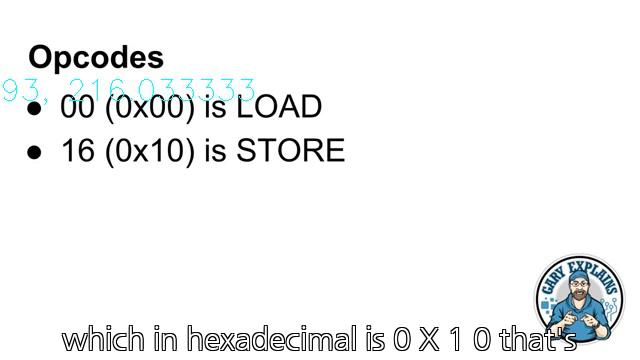 Opcodes
93, 216.033333
• 00 (0x00) is LOAD
• 16 (0x10) is STORE
GARY EXPLAINS
which in hexadecimal is 0 X 1 0 that's